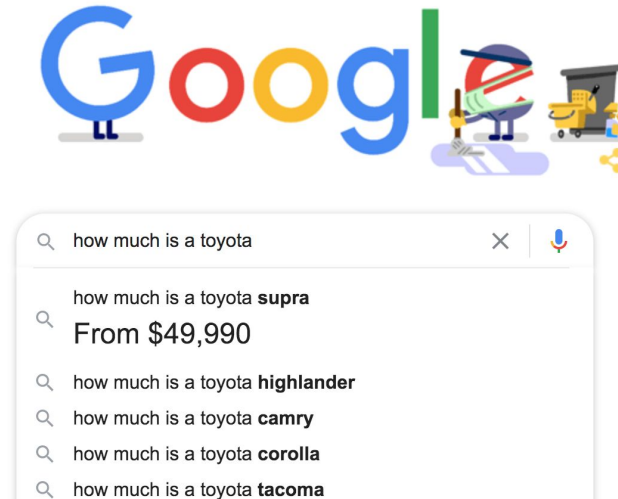 Google
how much is a toyota
how much is a toyota supra
From $49,990
how much is a toyota highlander
how much is a toyota camry
how much is a toyota corolla
how much is a toyota tacoma